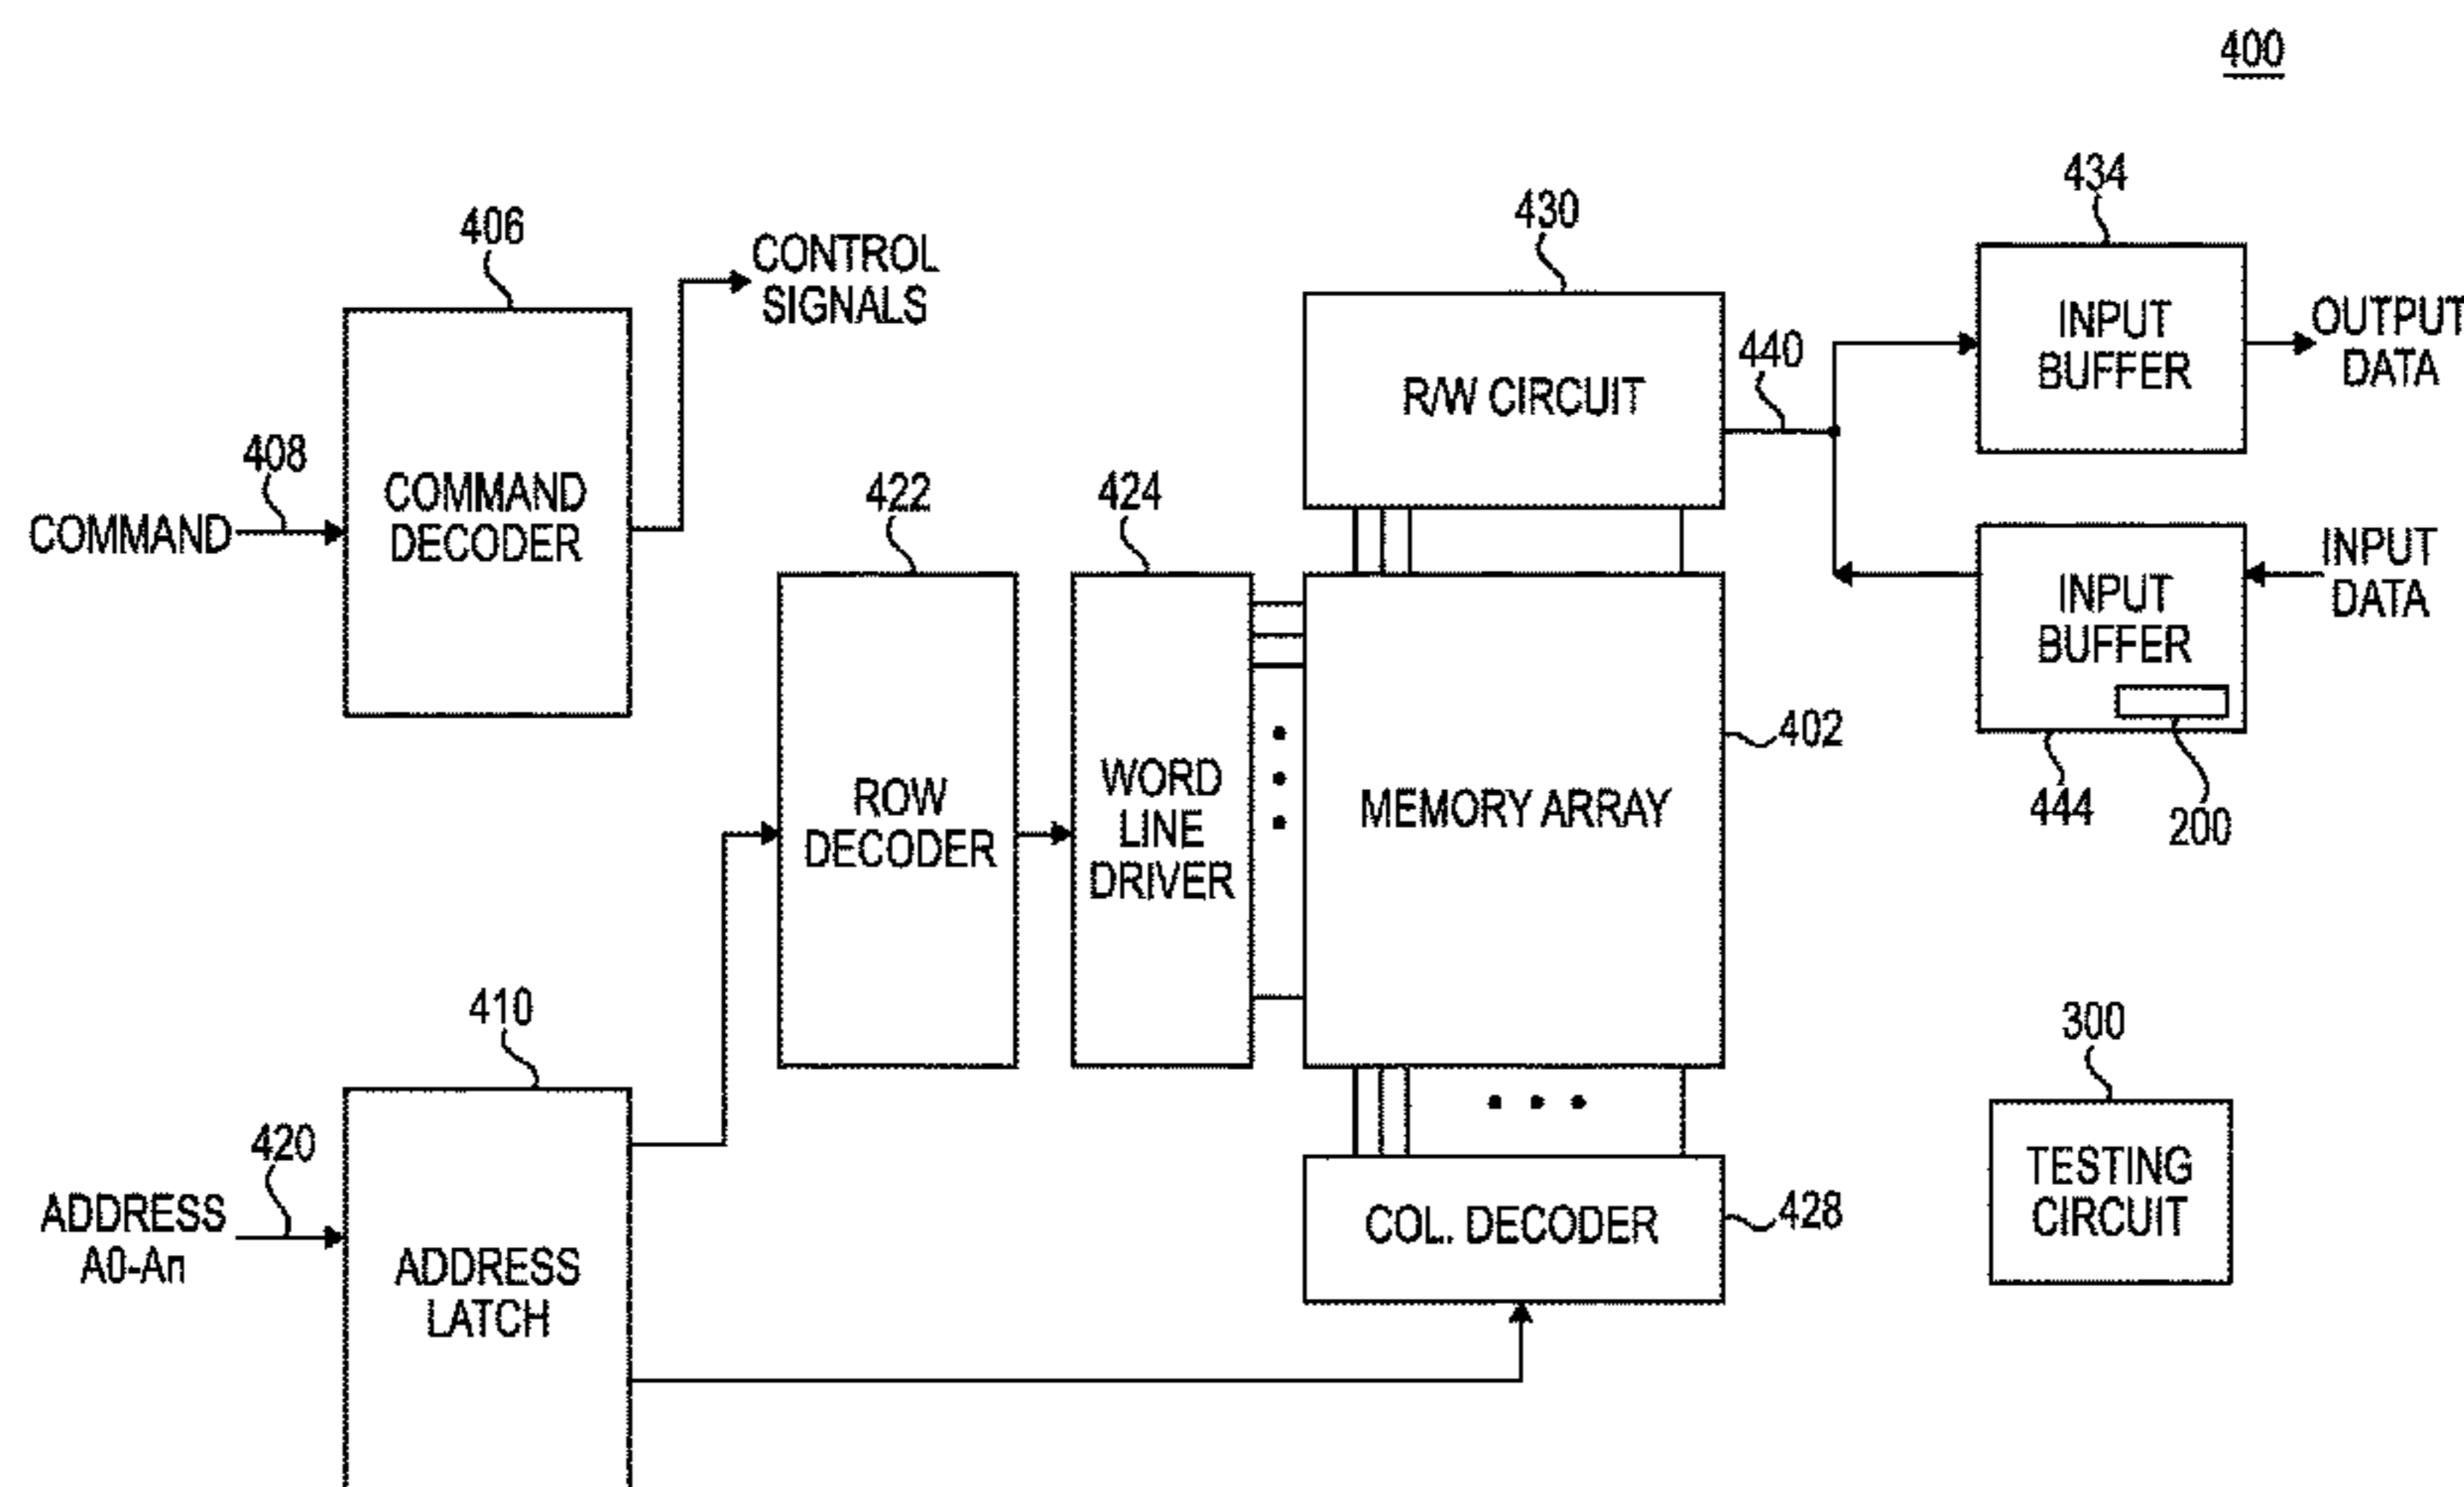 400
434
430
406
CONTROL
SIGNALS
INPUT
BUFFER
OUTPUT
DATA
440
R/W CIRCUIT
408
COMMAND
DECODER
COMMAND
422
424
INPUT
BUFFER
INPUT
DATA
402
444
200
ROW
DECODER
WORD
LINE
DRIVER
MEMORY ARRAY
410
300
420
ADDRESS
A0-An
ADDRESS
LATCH
COL. DECODER
428
TESTING
CIRCUIT